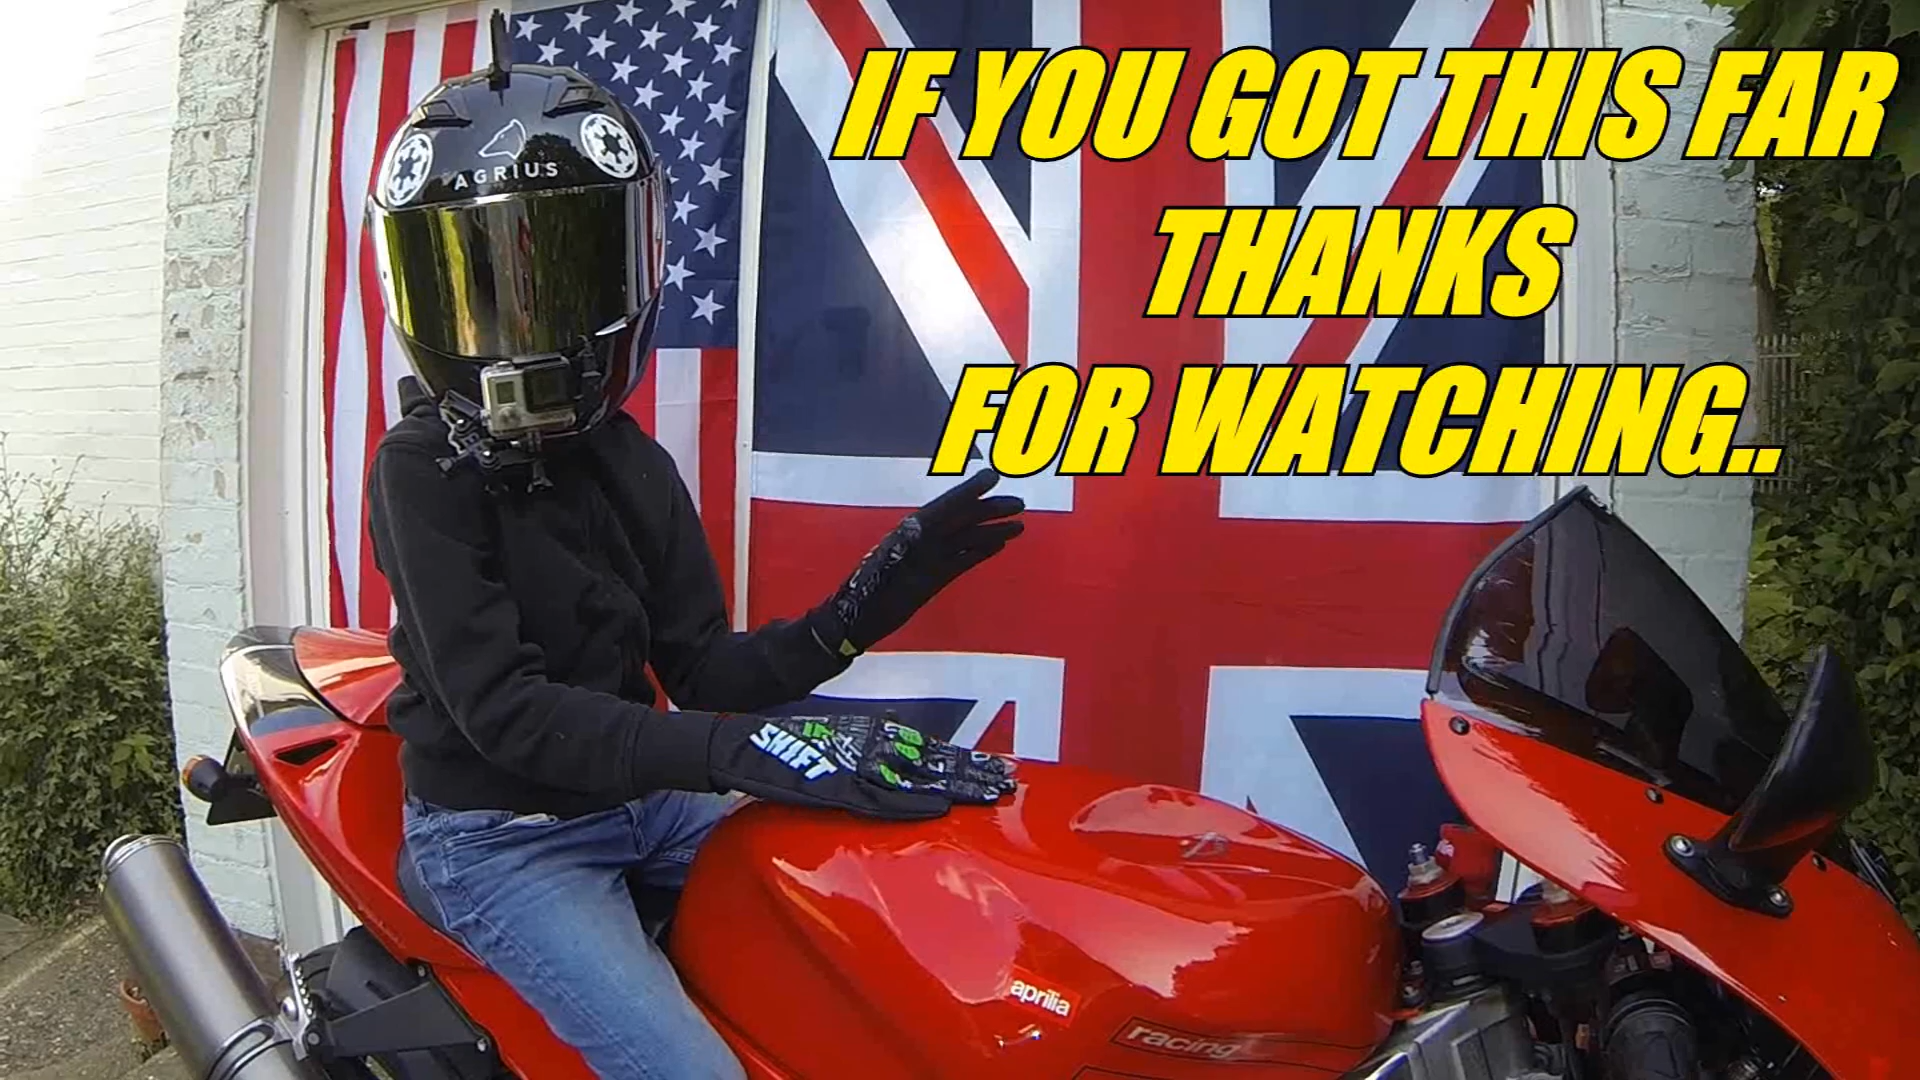 IF YOU GOT THIS FAR
THANKS
FOR WATCHING..
AGRIUS
SHIFT
aprilia
racing